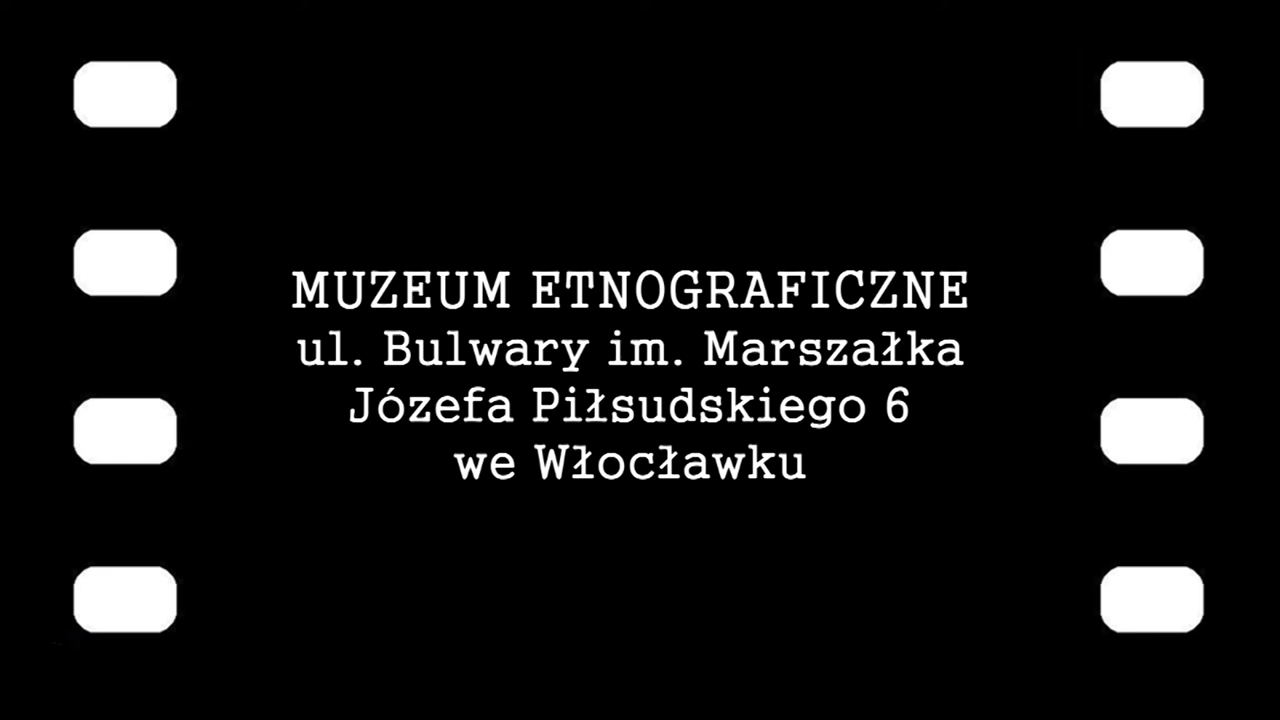 MUZEUM ETNOGRAFICZNE
ul. Bulwary im. Marszałka
Józefa Piłsudskiego 6
we Włocławku